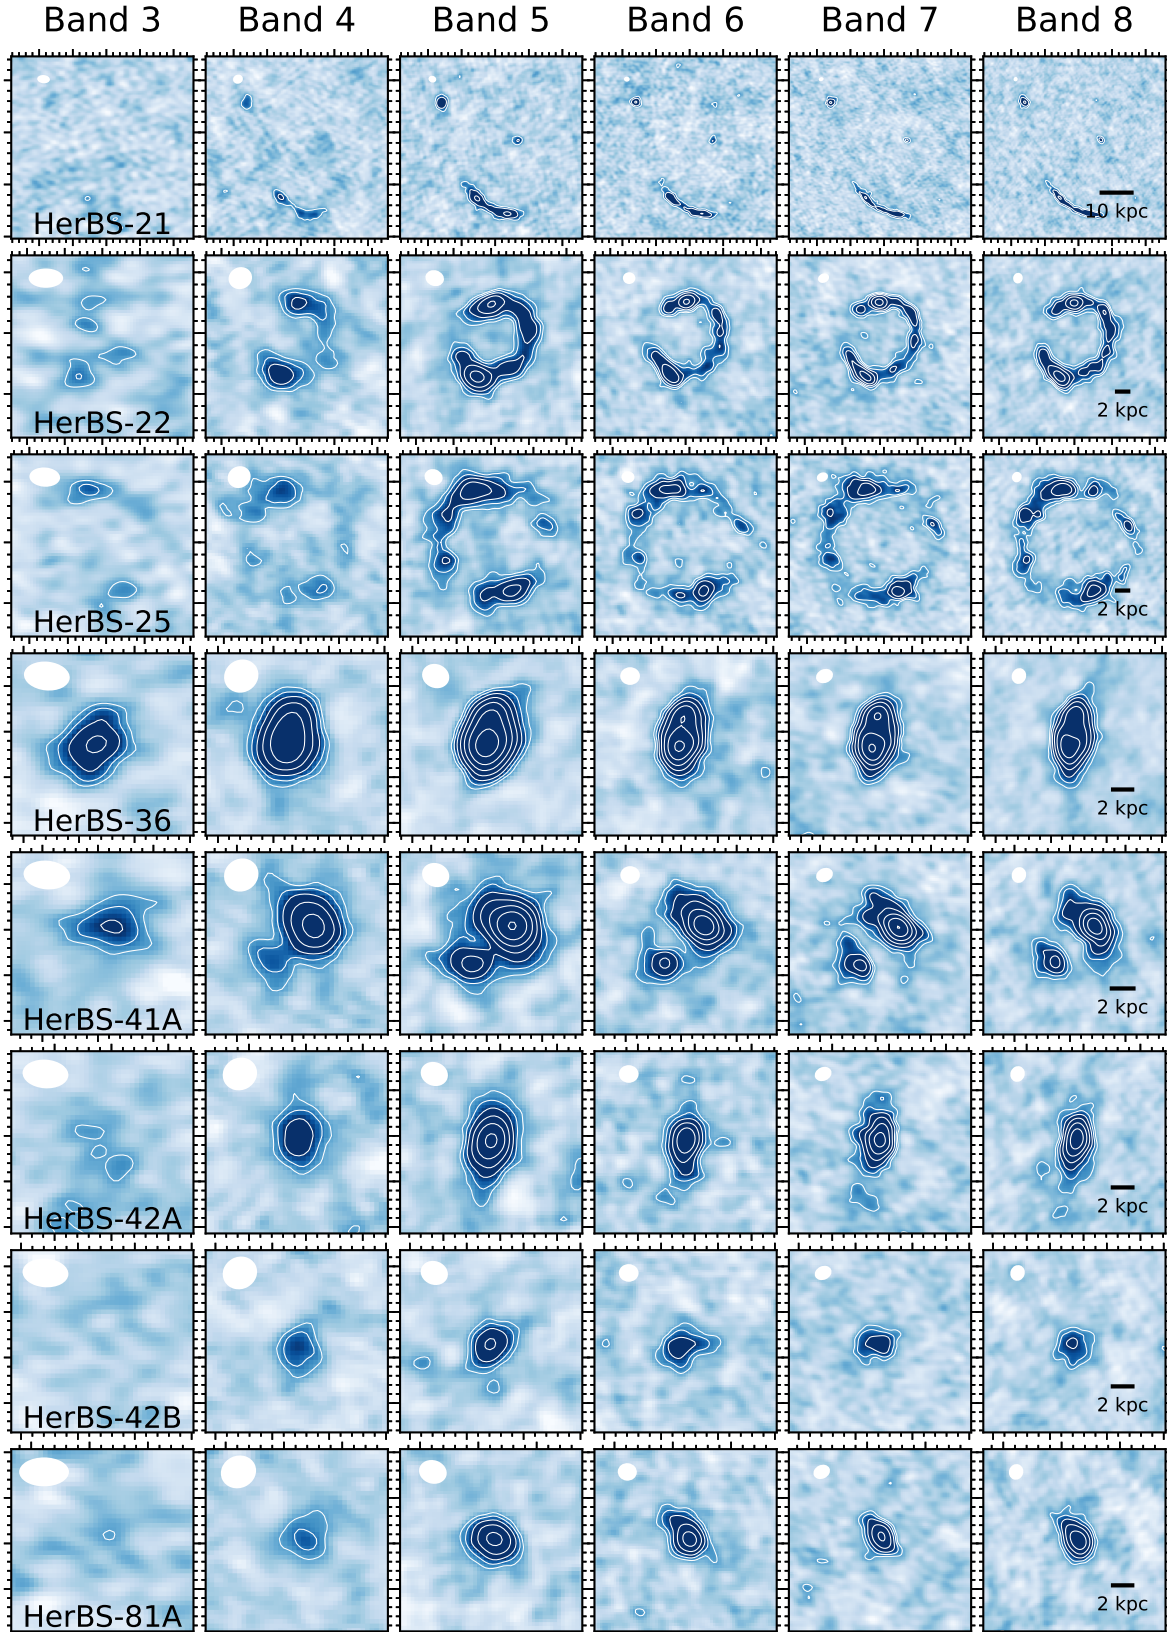 Band 3 Band 4 Band 5 Band 6 Band 7 Band 8
HerBS-21
10 kpc
HerBS-22
2 kpc
HerBS-25
2 kpc
HerBS-36
2 kpc
HerBS-41A
2 kpc
HerBS-42A
2 kpc
HerBS-42B
2 kpc
HerBS-81A
2 kpc